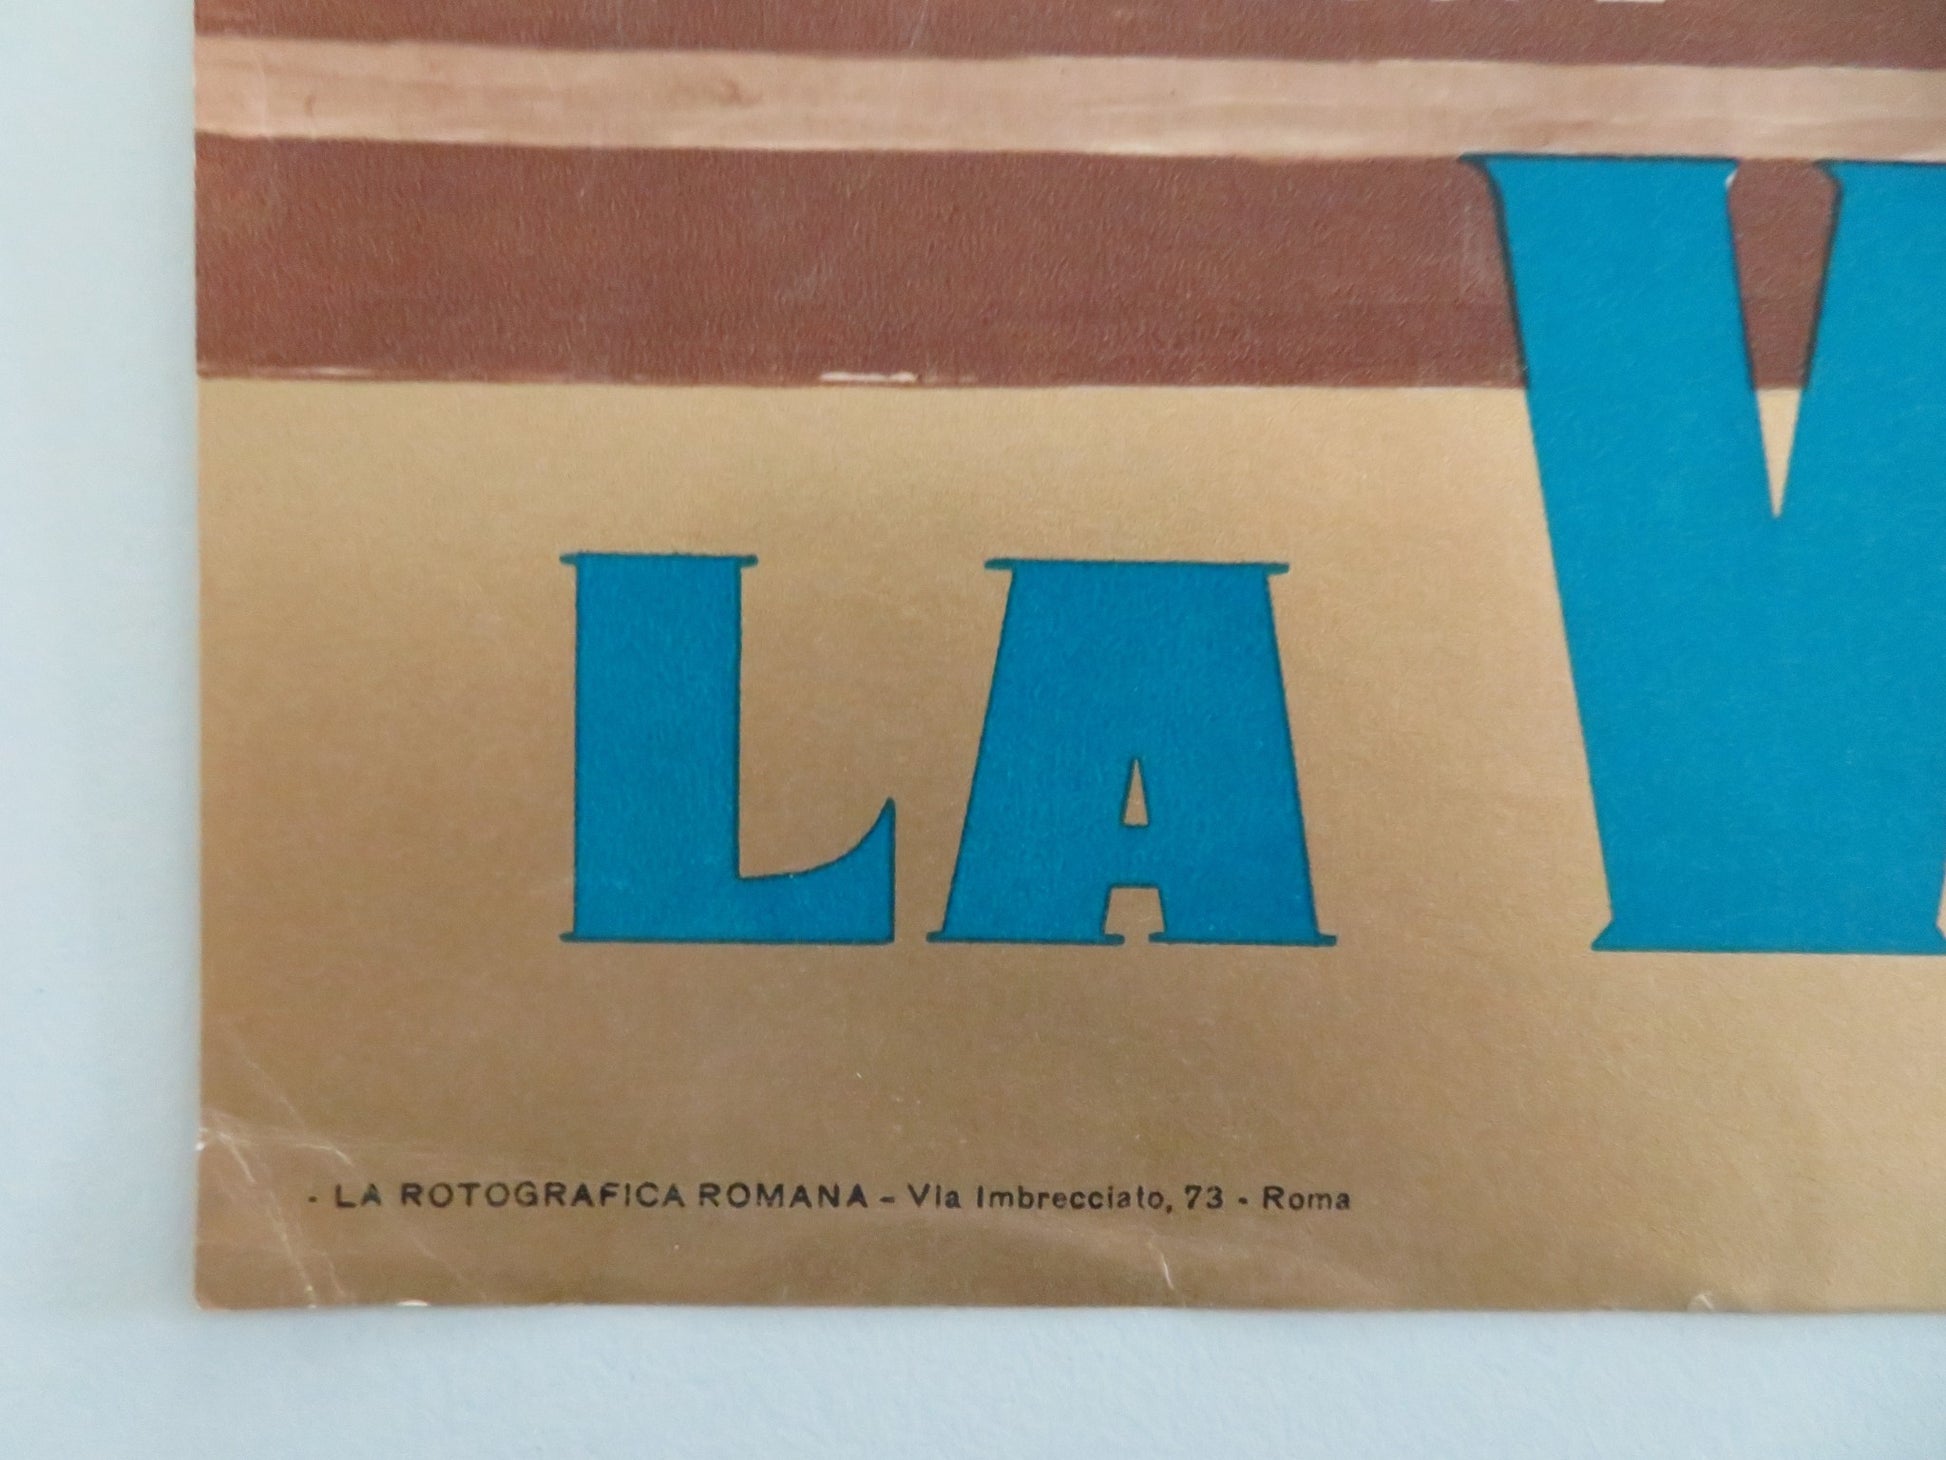 LA V
- LA ROTOGRAFICA ROMANA - Via Imbrecciato, 73 - Roma